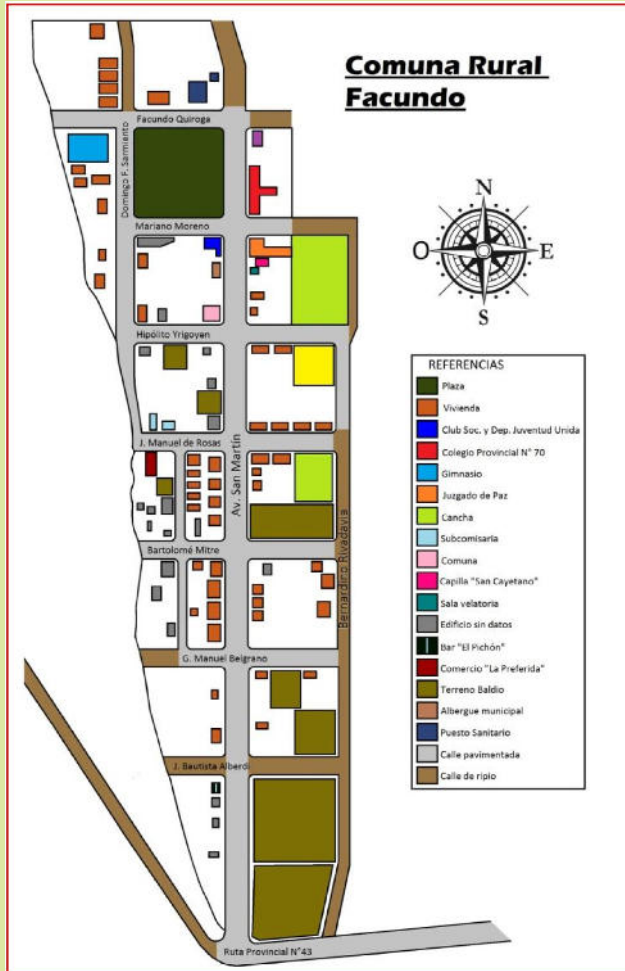 Comuna Rural
Facundo
Facundo Quiroga
Domingo F. Sarmiento
Mariano Moreno
N
O
E
S
Hipólito Yrigoyen
J. Manuel de Rosas
Av. San Martín
Bartolomé Mitre
Bernardino Rivadavia
G. Manuel Belgrano
J. Bautista Alberdi
Ruta Provincial N°43
REFERENCIAS
Plaza
Vivienda
Club Soc. y Dep. Juventud Unida
Colegio Provincial N° 70
Gimnasio
Juzgado de Paz
Cancha
Subcomisaría
Comuna
Capilla "San Cayetano"
Sala velatoria
Edificio sin datos
Bar "El Pichón"
Comercio "La Preferida"
Terreno Baldio
Albergue municipal
Puesto Sanitario
Calle pavimentada
Calle de ripio